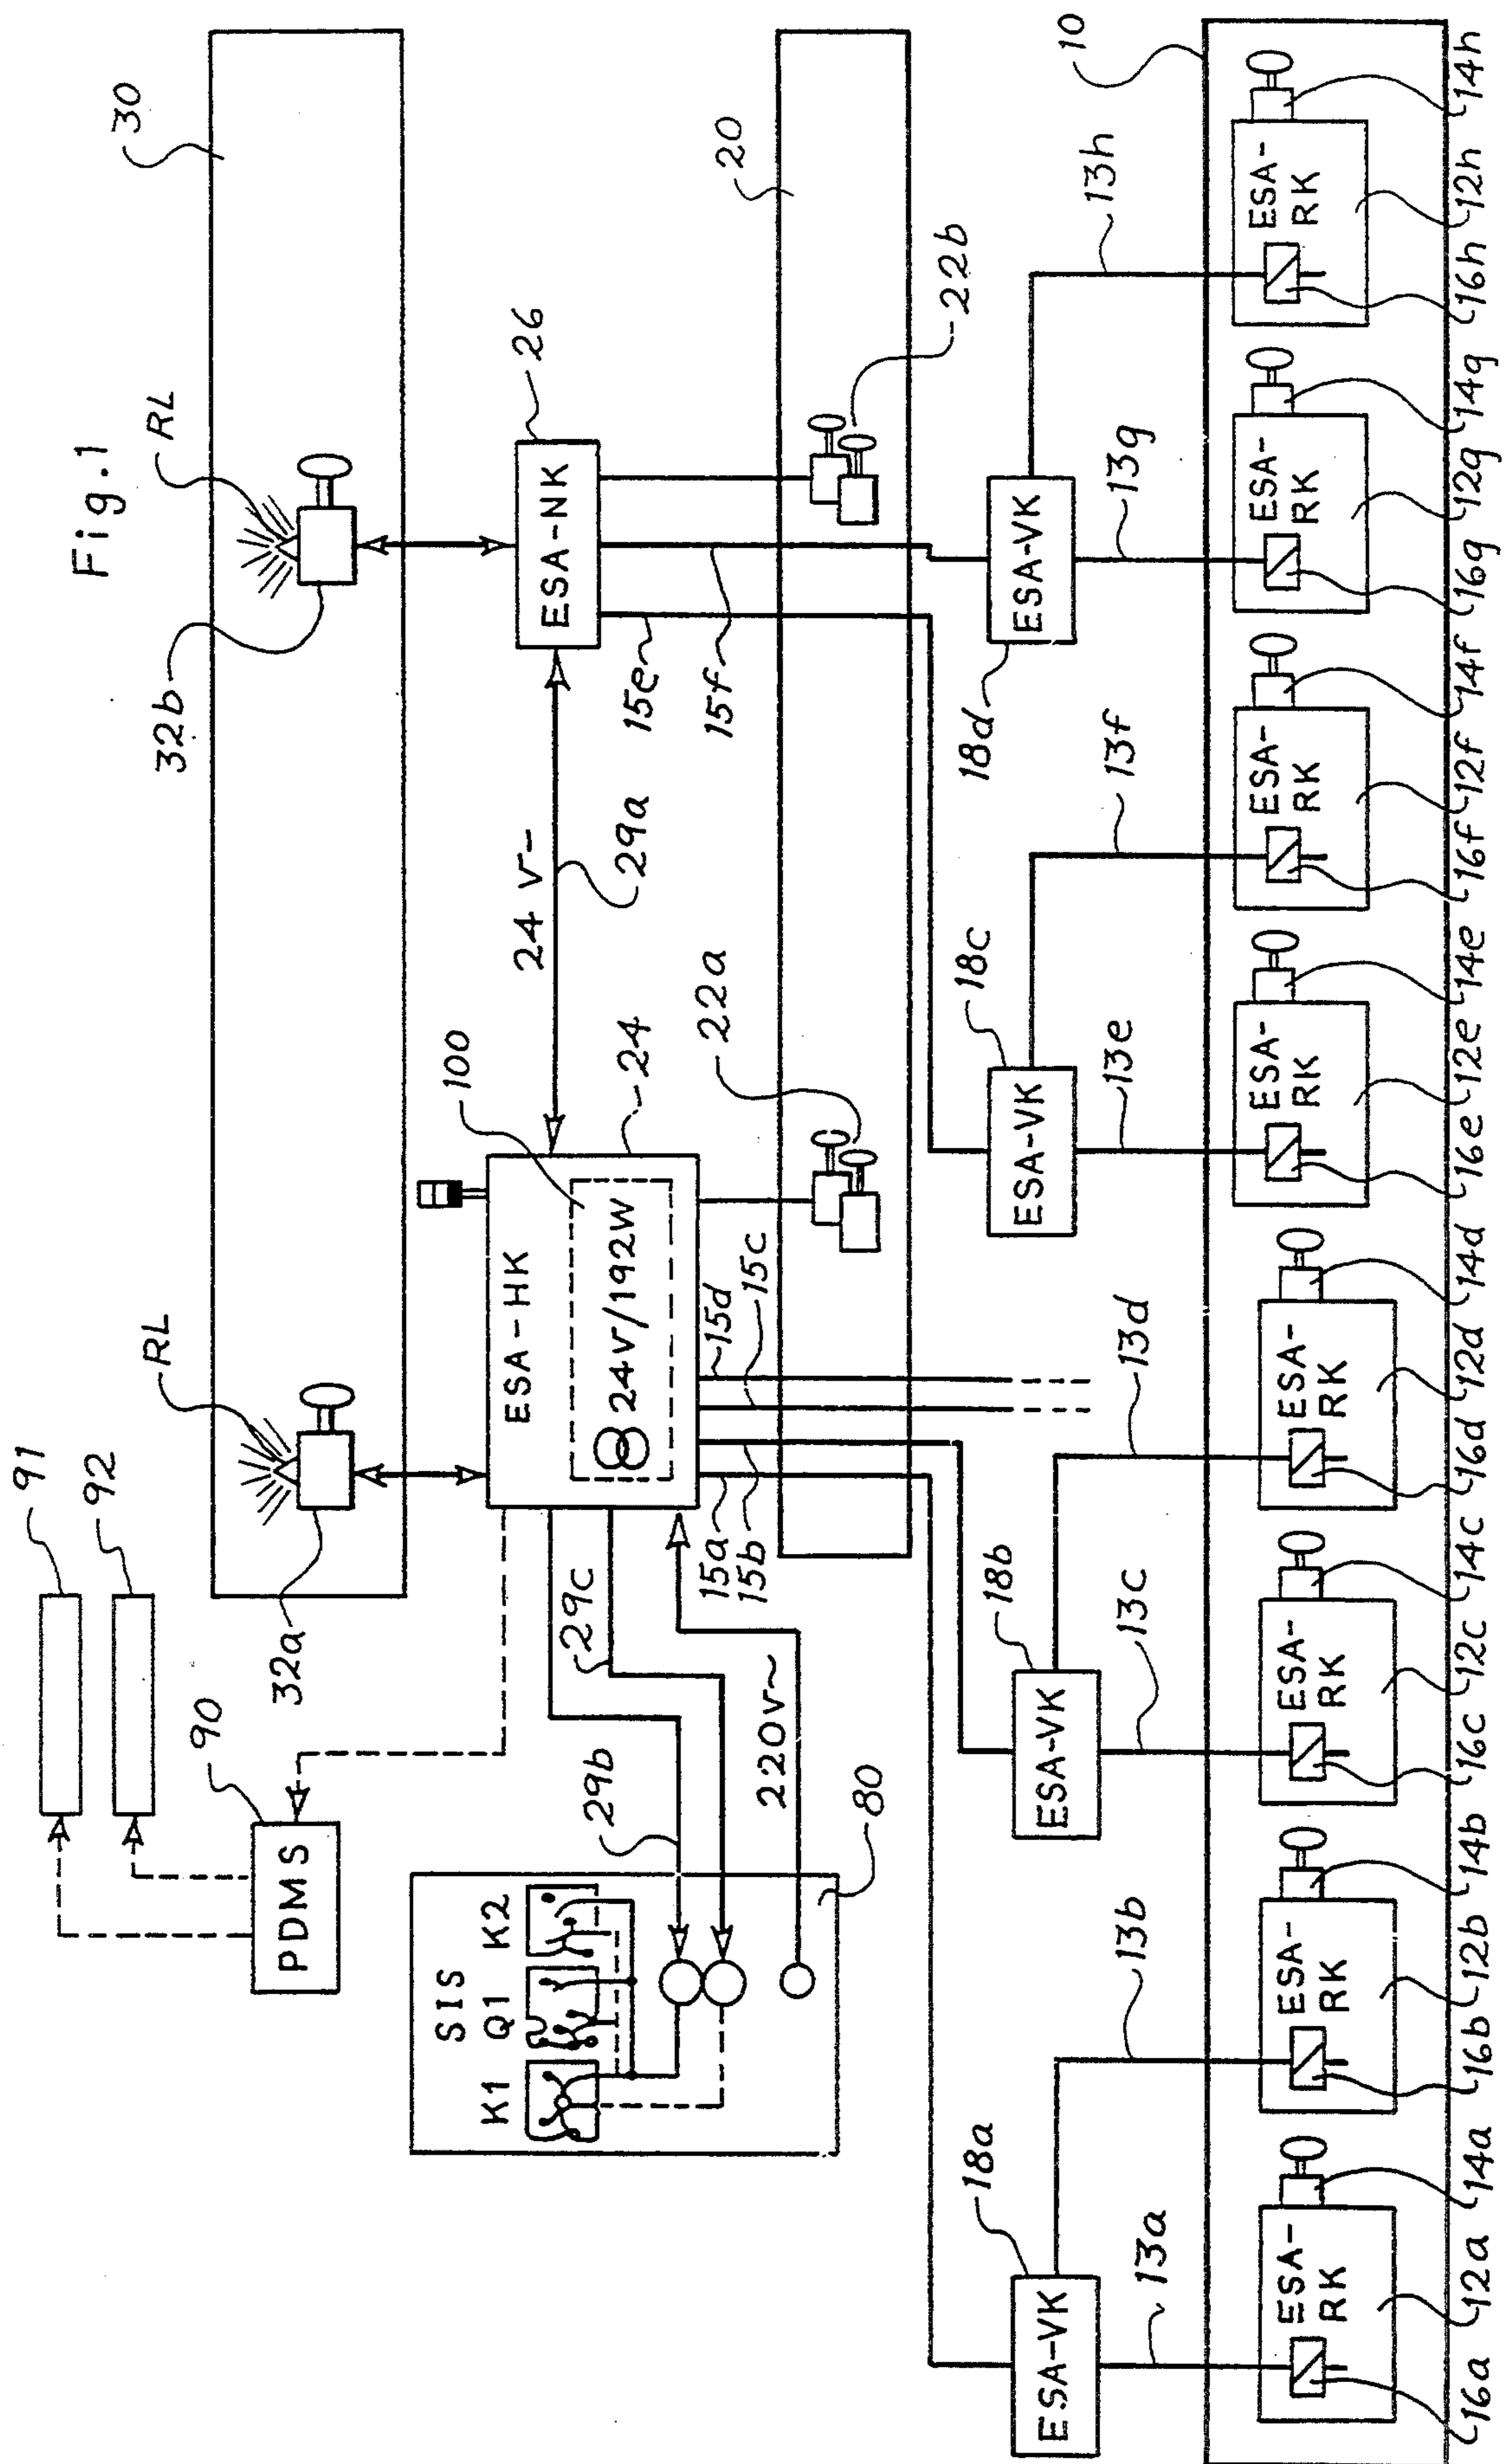 Fig.1
91
92
90
PDMS
30
RL
RL
32a
32b
SIS
K1
Q1
K2
29b
29c
220V~
80
ESA-HK
24V/192W
100
24
24 V-
29a
ESA-NK
26
15a
15b
15c
15d
15e
15f
20
22a
22b
18a
ESA-VK
18b
ESA-VK
18c
ESA-VK
18d
ESA-VK
13a
13b
13c
13d
13e
13f
13g
13h
10
ESA-
RK
ESA-
RK
ESA-
RK
ESA-
RK
ESA-
RK
ESA-
RK
ESA-
RK
ESA-
RK
16a
12a
14a
16b
12b
14b
16c
12c
14c
16d
12d
14d
16e
12e
14e
16f
12f
14f
16g
12g
14g
16h
12h
14h